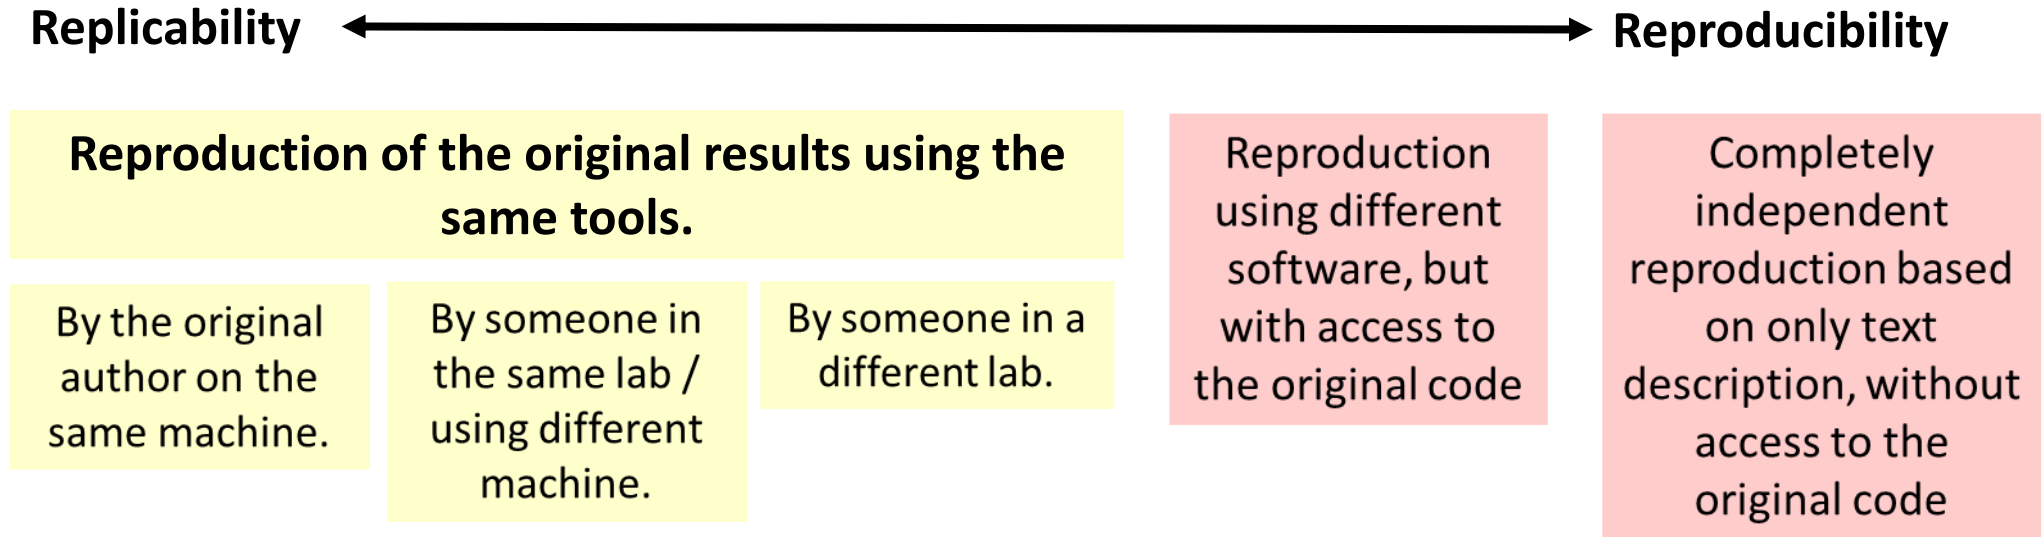 Replicability
Reproducibility
Reproduction of the original results using the
same tools.
By the original
author on the
same machine.
By someone in
the same lab /
using different
machine.
By someone in a
different lab.
Reproduction
using different
software, but
with access to
the original code
Completely
independent
reproduction based
on only text
description, without
access to the
original code